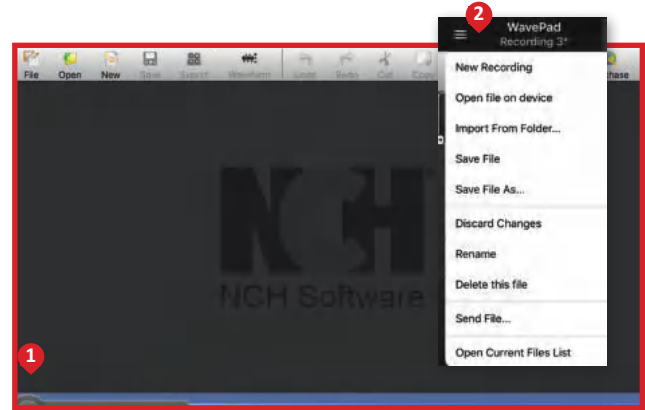 2
WavePad
Recording 3*
File Open New Save Export Waveform Undo Redo Cut Copy chase
New Recording
Open file on device
Import From Folder...
Save File
Save File As...
Discard Changes
Rename
Delete this file
Send File...
Open Current Files List
NCH
NCH Software
1